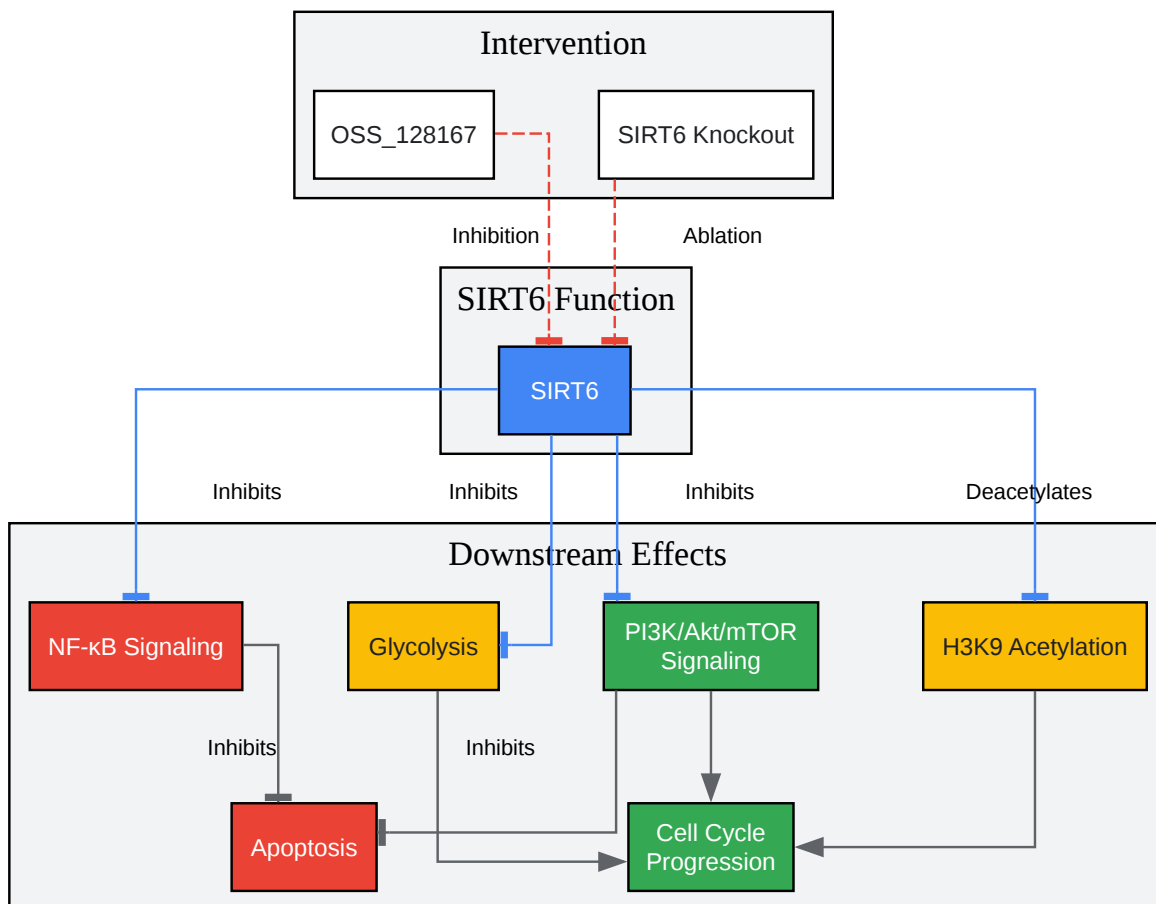 Intervention
OSS_128167
SIRT6 Knockout
Inhibition
Ablation
SIRT6 Function
SIRT6
Inhibits
Inhibits
Inhibits
Deacetylates
Downstream Effects
NF-κB Signaling
Glycolysis
PI3K/Akt/mTOR
Signaling
H3K9 Acetylation
Inhibits
Inhibits
Apoptosis
Cell Cycle
Progression